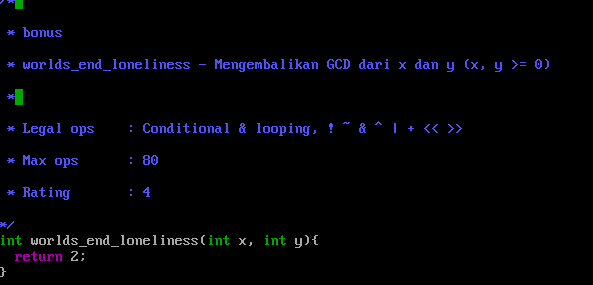 /*
* bonus
* worlds_end_loneliness - Mengembalikan GCD dari x dan y (x, y >= 0)
*
* Legal ops    : Conditional & looping, ! ~ & ^ | + << >>
* Max ops      : 80
* Rating       : 4
*/
int worlds_end_loneliness(int x, int y){
  return 2;
}